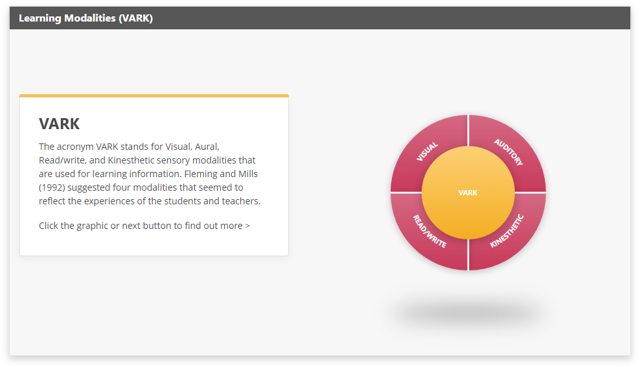 Learning Modalities (VARK)
VARK
The acronym VARK stands for Visual, Aural,
Read/write, and Kinesthetic sensory modalities that
are used for learning information. Fleming and Mills
(1992) suggested four modalities that seemed to
reflect the experiences of the students and teachers.
Click the graphic or next button to find out more >
VISUAL
AUDITORY
VARK
READ/WRITE
KINESTHETIC